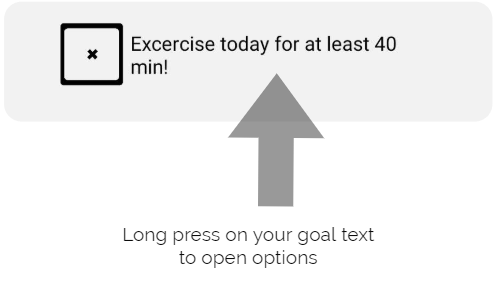 Excercise today for at least 40
min!
Long press on your goal text
to open options